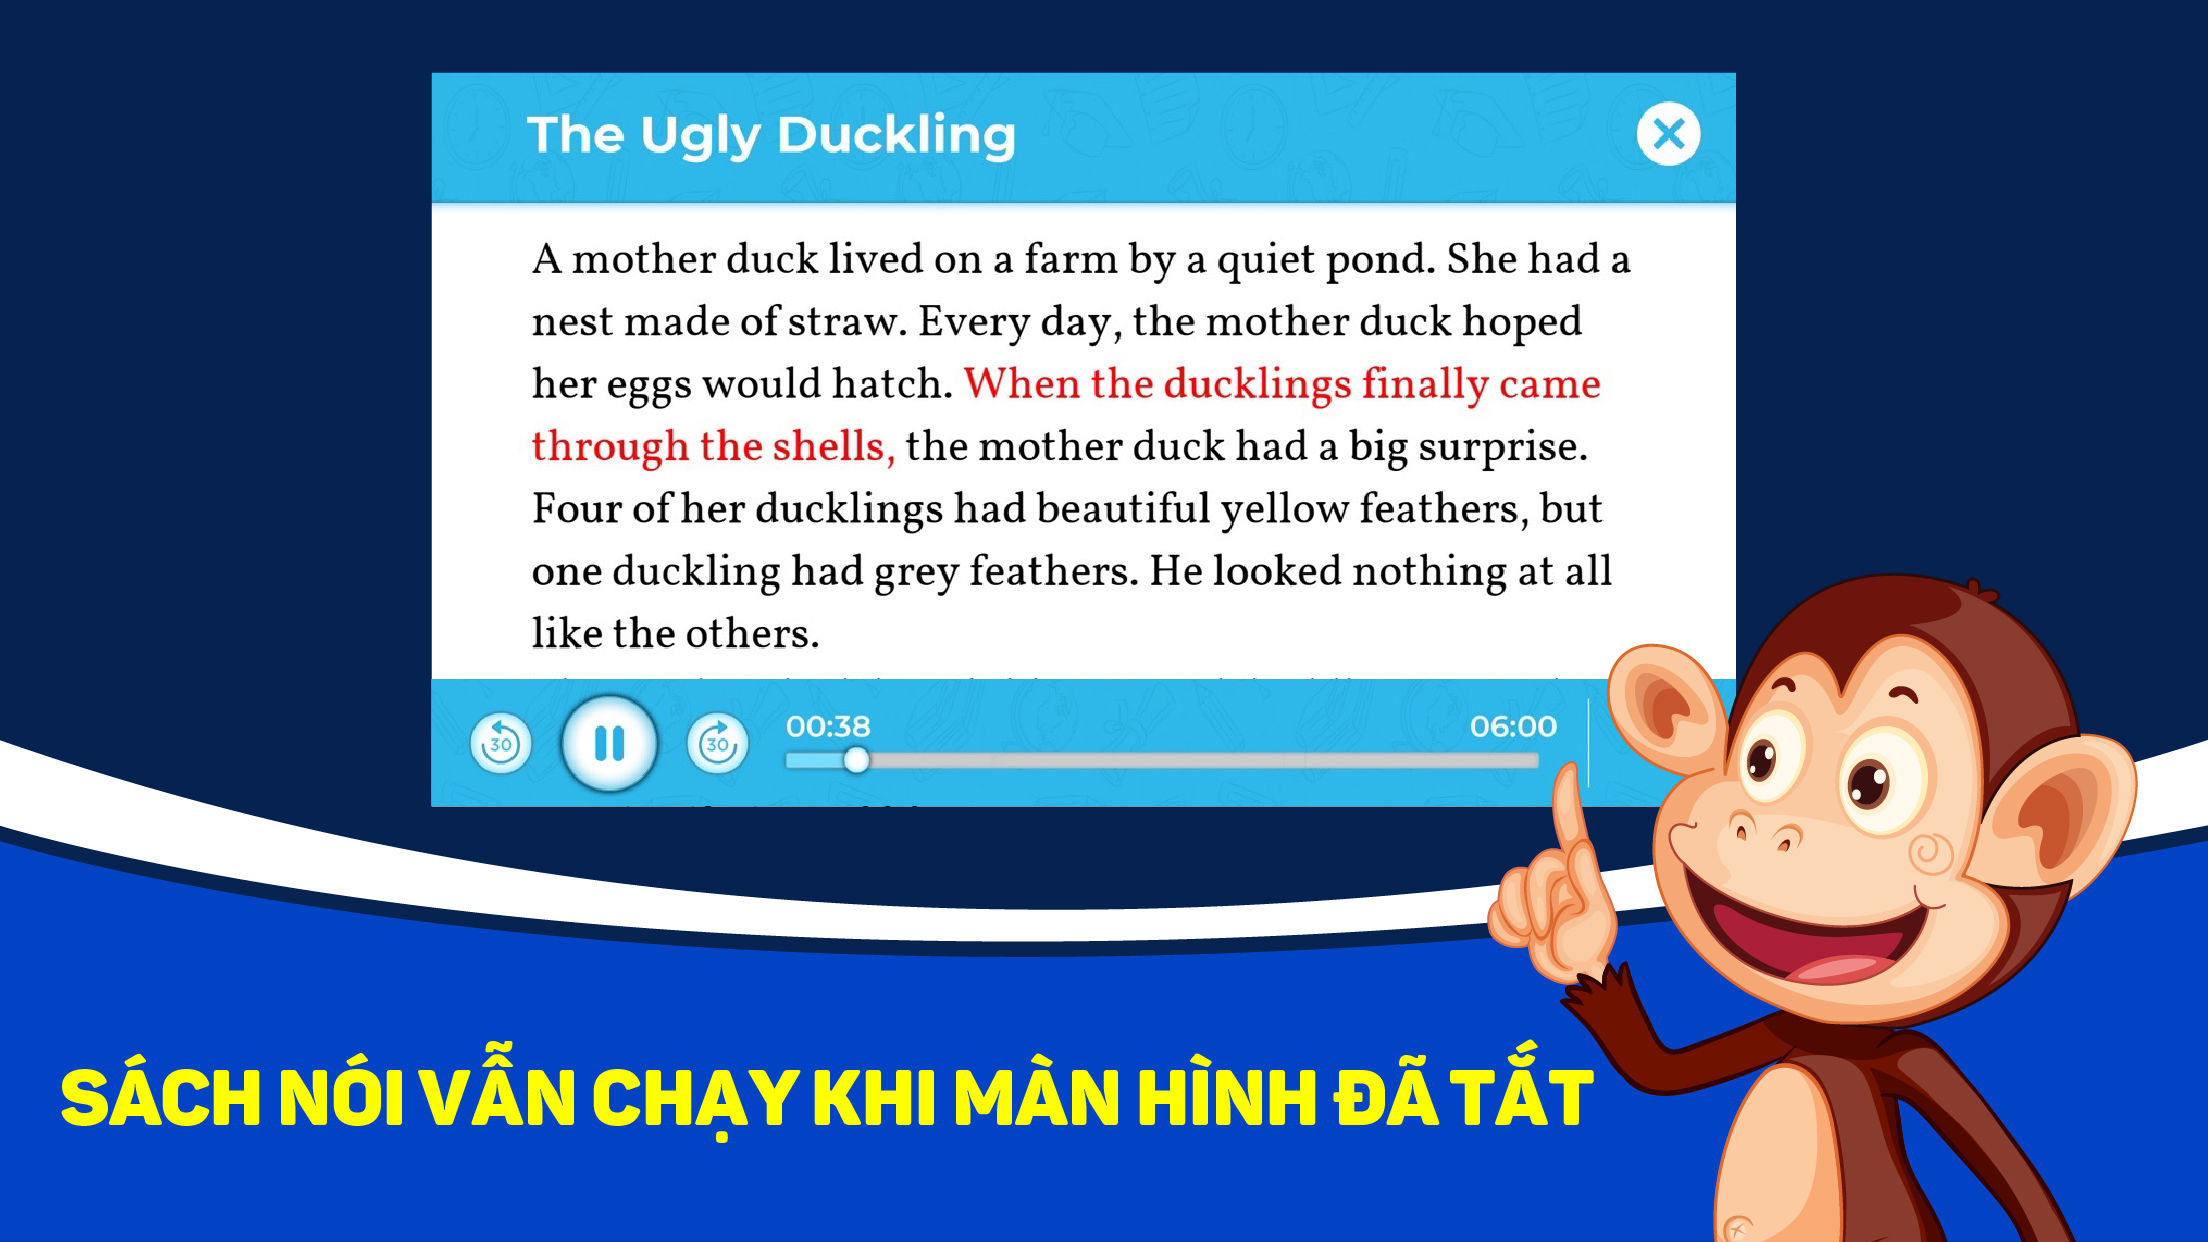 The Ugly Duckling
A mother duck lived on a farm by a quiet pond. She had a
nest made of straw. Every day, the mother duck hoped
her eggs would hatch. When the ducklings finally came
through the shells, the mother duck had a big surprise.
Four of her ducklings had beautiful yellow feathers, but
one duckling had grey feathers. He looked nothing at all
like the others.
30
30
00:38
06:00
SÁCH NÓI VẪN CHẠY KHI MÀN HÌNH ĐÃ TẮT